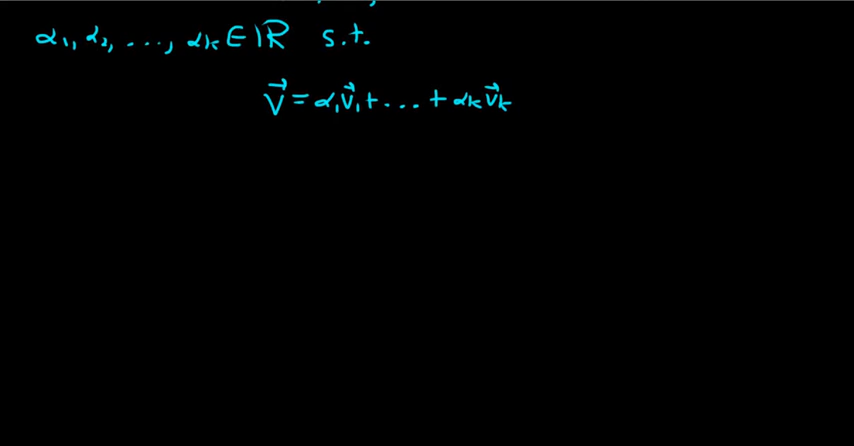 α₁, α₂, ..., αₖ ∈ ℝ s.t.
v⃗ = α₁v⃗₁ + ... + αₖv⃗ₖ